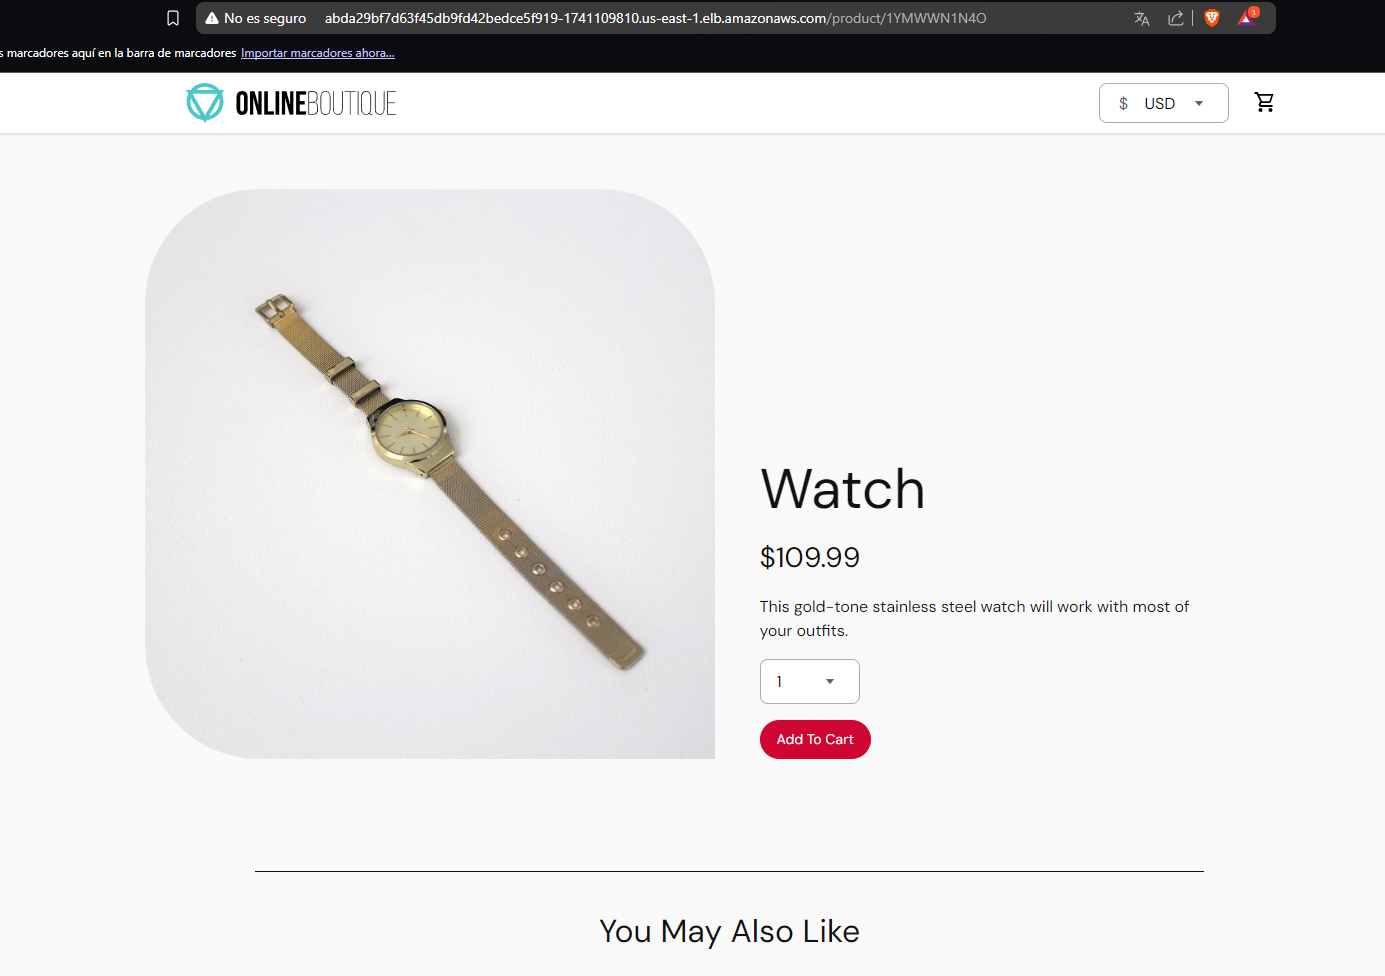 No es seguro abda29bf7d63f45db9fd42bedce5f919-1741109810.us-east-1.elb.amazonaws.com/product/1YMWWN1N4O
1
s marcadores aquí en la barra de marcadores Importar marcadores ahora...
ONLINEBOUTIQUE
$ USD
Watch
$109.99
This gold-tone stainless steel watch will work with most of
your outfits.
1
Add To Cart
You May Also Like